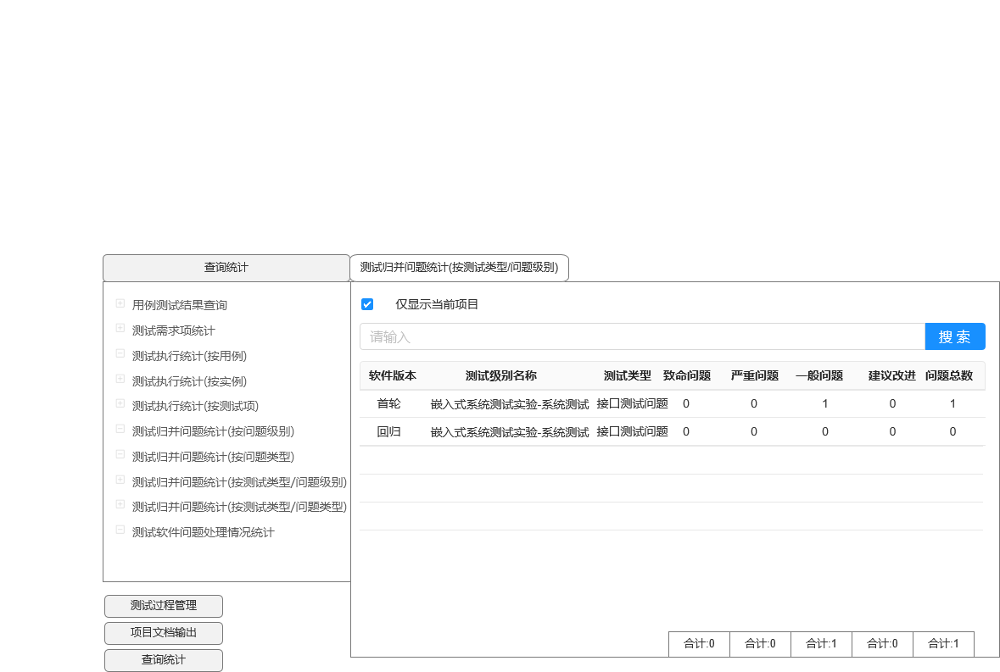 查询统计
测试归并问题统计(按测试类型/问题级别)
用例测试结果查询
测试需求项统计
测试执行统计(按用例)
测试执行统计(按实例)
测试执行统计(按测试项)
测试归并问题统计(按问题级别)
测试归并问题统计(按问题类型)
测试归并问题统计(按测试类型/问题级别)
测试归并问题统计(按测试类型/问题类型)
测试软件问题处理情况统计
仅显示当前项目
请输入 搜索
软件版本 测试级别名称 测试类型 致命问题 严重问题 一般问题 建议改进 问题总数
首轮 嵌入式系统测试实验-系统测试 接口测试问题 0 0 1 0 1
回归 嵌入式系统测试实验-系统测试 接口测试问题 0 0 0 0 0
合计:0 合计:0 合计:1 合计:0 合计:1
测试过程管理
项目文档输出
查询统计